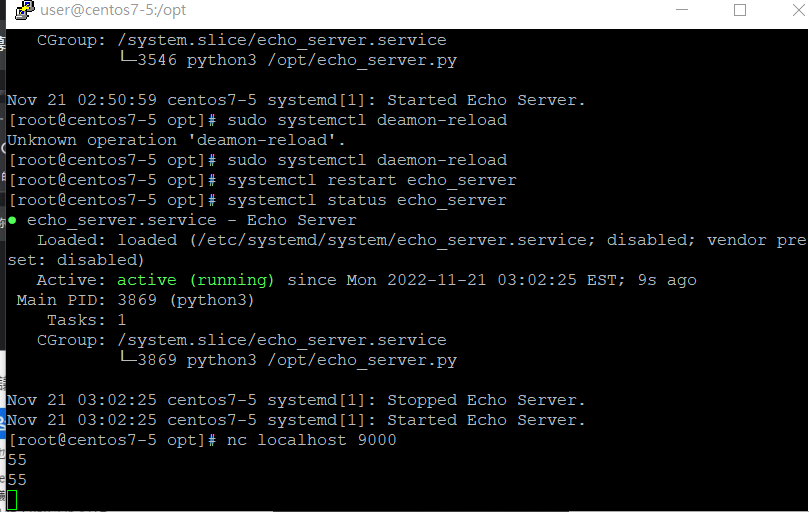 user@centos7-5:/opt
CGroup: /system.slice/echo_server.service
└─3546 python3 /opt/echo_server.py
Nov 21 02:50:59 centos7-5 systemd[1]: Started Echo Server.
[root@centos7-5 opt]# sudo systemctl deamon-reload
Unknown operation 'deamon-reload'.
[root@centos7-5 opt]# sudo systemctl daemon-reload
[root@centos7-5 opt]# systemctl restart echo_server
[root@centos7-5 opt]# systemctl status echo_server
● echo_server.service - Echo Server
Loaded: loaded (/etc/systemd/system/echo_server.service; disabled; vendor pre
set: disabled)
Active: active (running) since Mon 2022-11-21 03:02:25 EST; 9s ago
Main PID: 3869 (python3)
Tasks: 1
CGroup: /system.slice/echo_server.service
└─3869 python3 /opt/echo_server.py
Nov 21 03:02:25 centos7-5 systemd[1]: Stopped Echo Server.
Nov 21 03:02:25 centos7-5 systemd[1]: Started Echo Server.
[root@centos7-5 opt]# nc localhost 9000
55
55